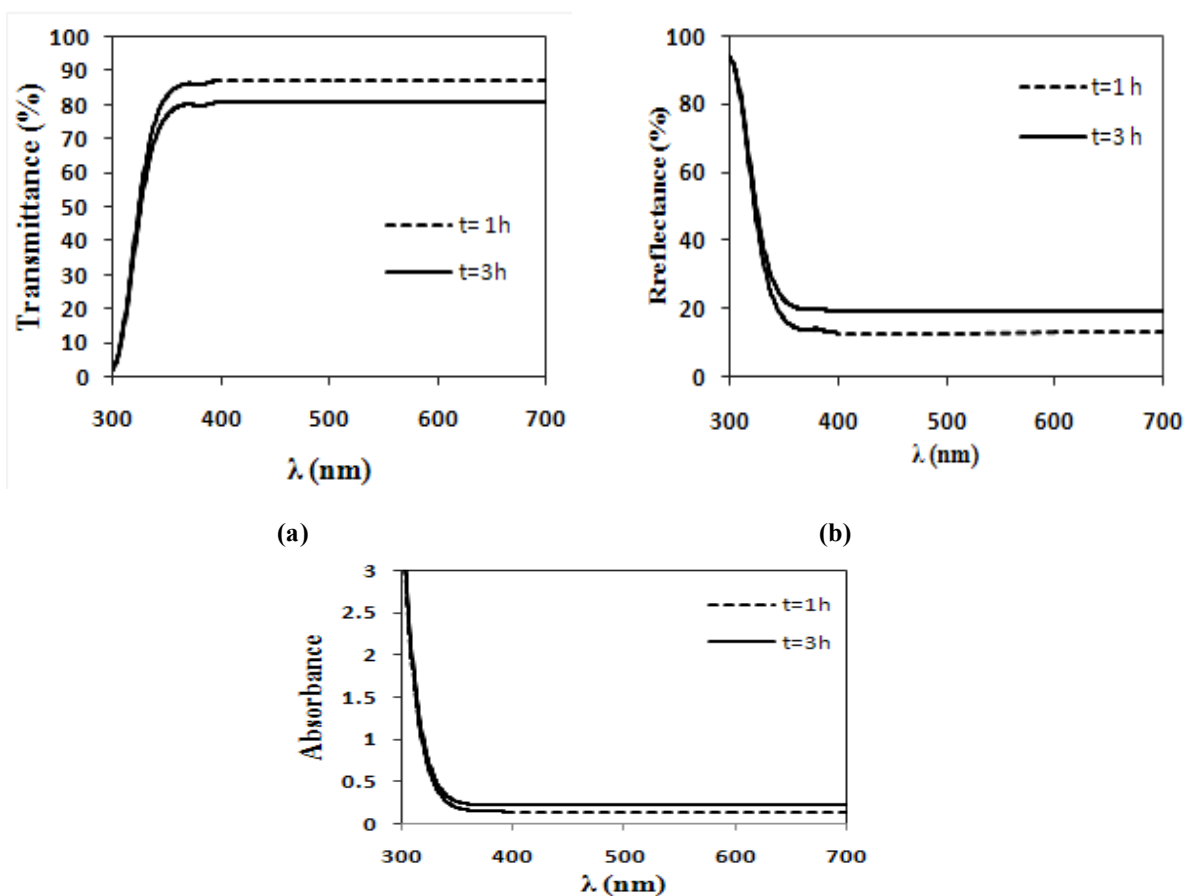 100
90
80
70
60
50
40
30
20
10
0
Transmittance (%)
t= 1h
t=3h
300 400 500 600 700
λ (nm)
(a)
100
80
60
40
20
0
Rreflectance (%)
t=1 h
t=3 h
300 400 500 600 700
λ (nm)
(b)
3
2.5
2
1.5
1
0.5
0
Absorbance
t=1h
t=3h
300 400 500 600 700
λ (nm)